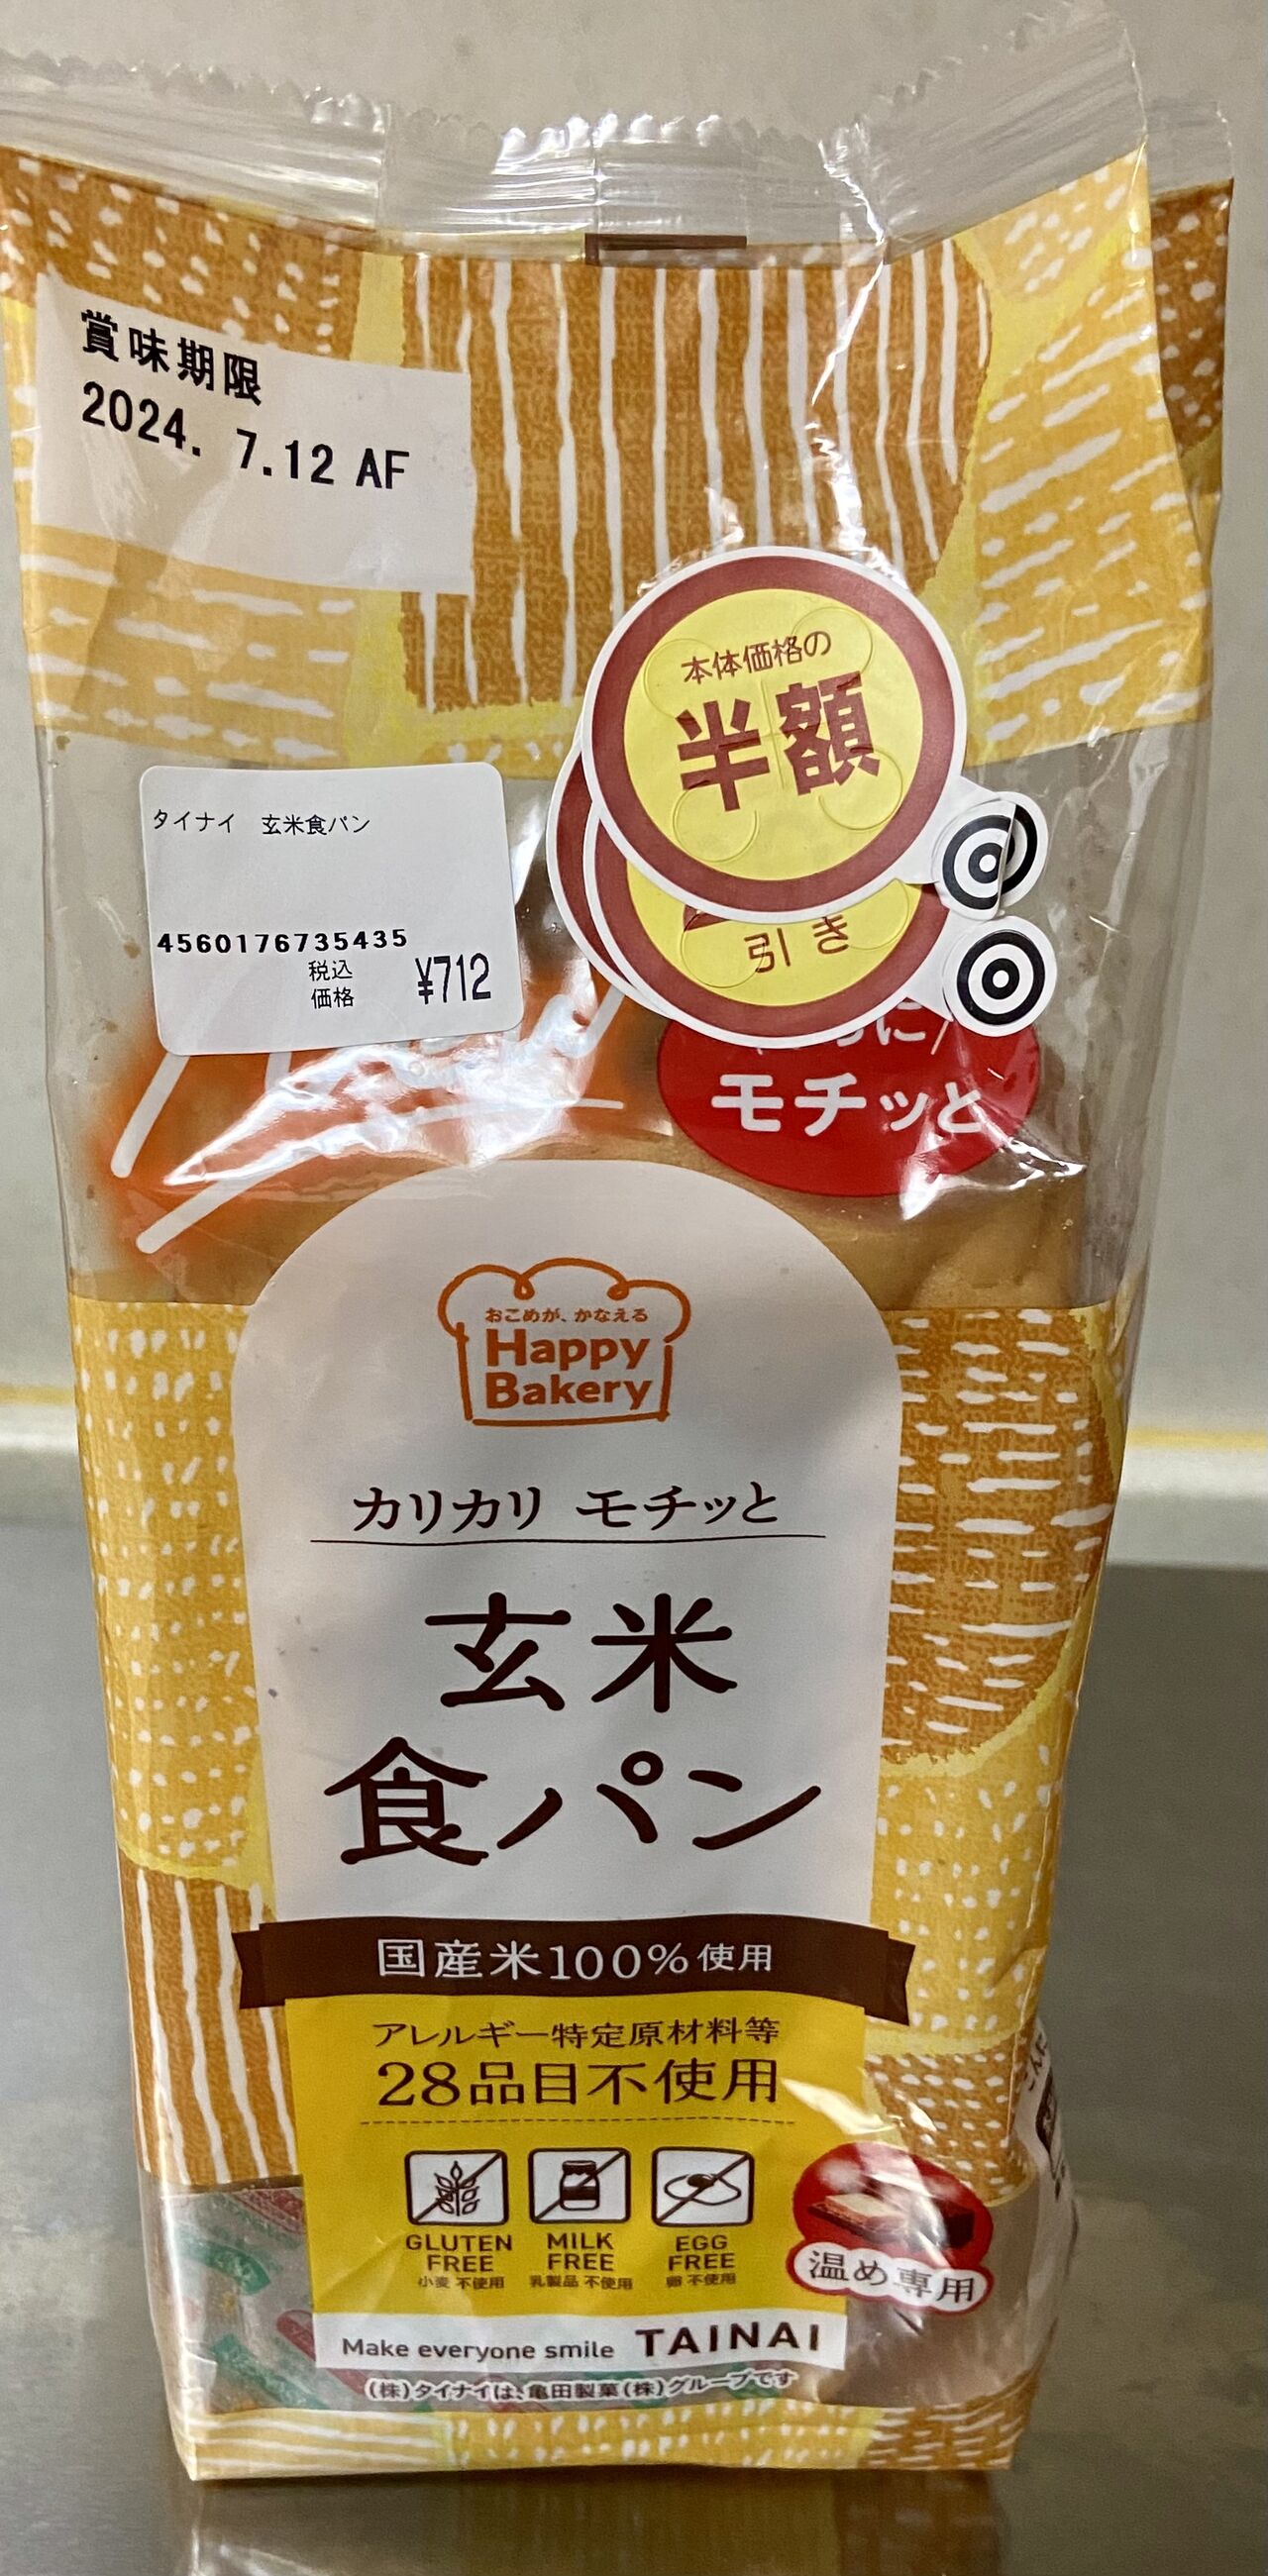 賞味期限
2024. 7.12 AF
本体価格の
半額
引き
タイナイ 玄米食パン
4560176735435
税込
価格
¥712
モチッと
おこめが、かなえる
Happy
Bakery
カリカリ モチッと
玄米
食パン
国産米100%使用
アレルギー特定原材料等
28品目不使用
GLUTEN
FREE
小麦 不使用
MILK
FREE
乳製品 不使用
EGG
FREE
卵 不使用
温め専用
Make everyone smile TAINAI
(株)タイナイは、亀田製菓(株)グループです